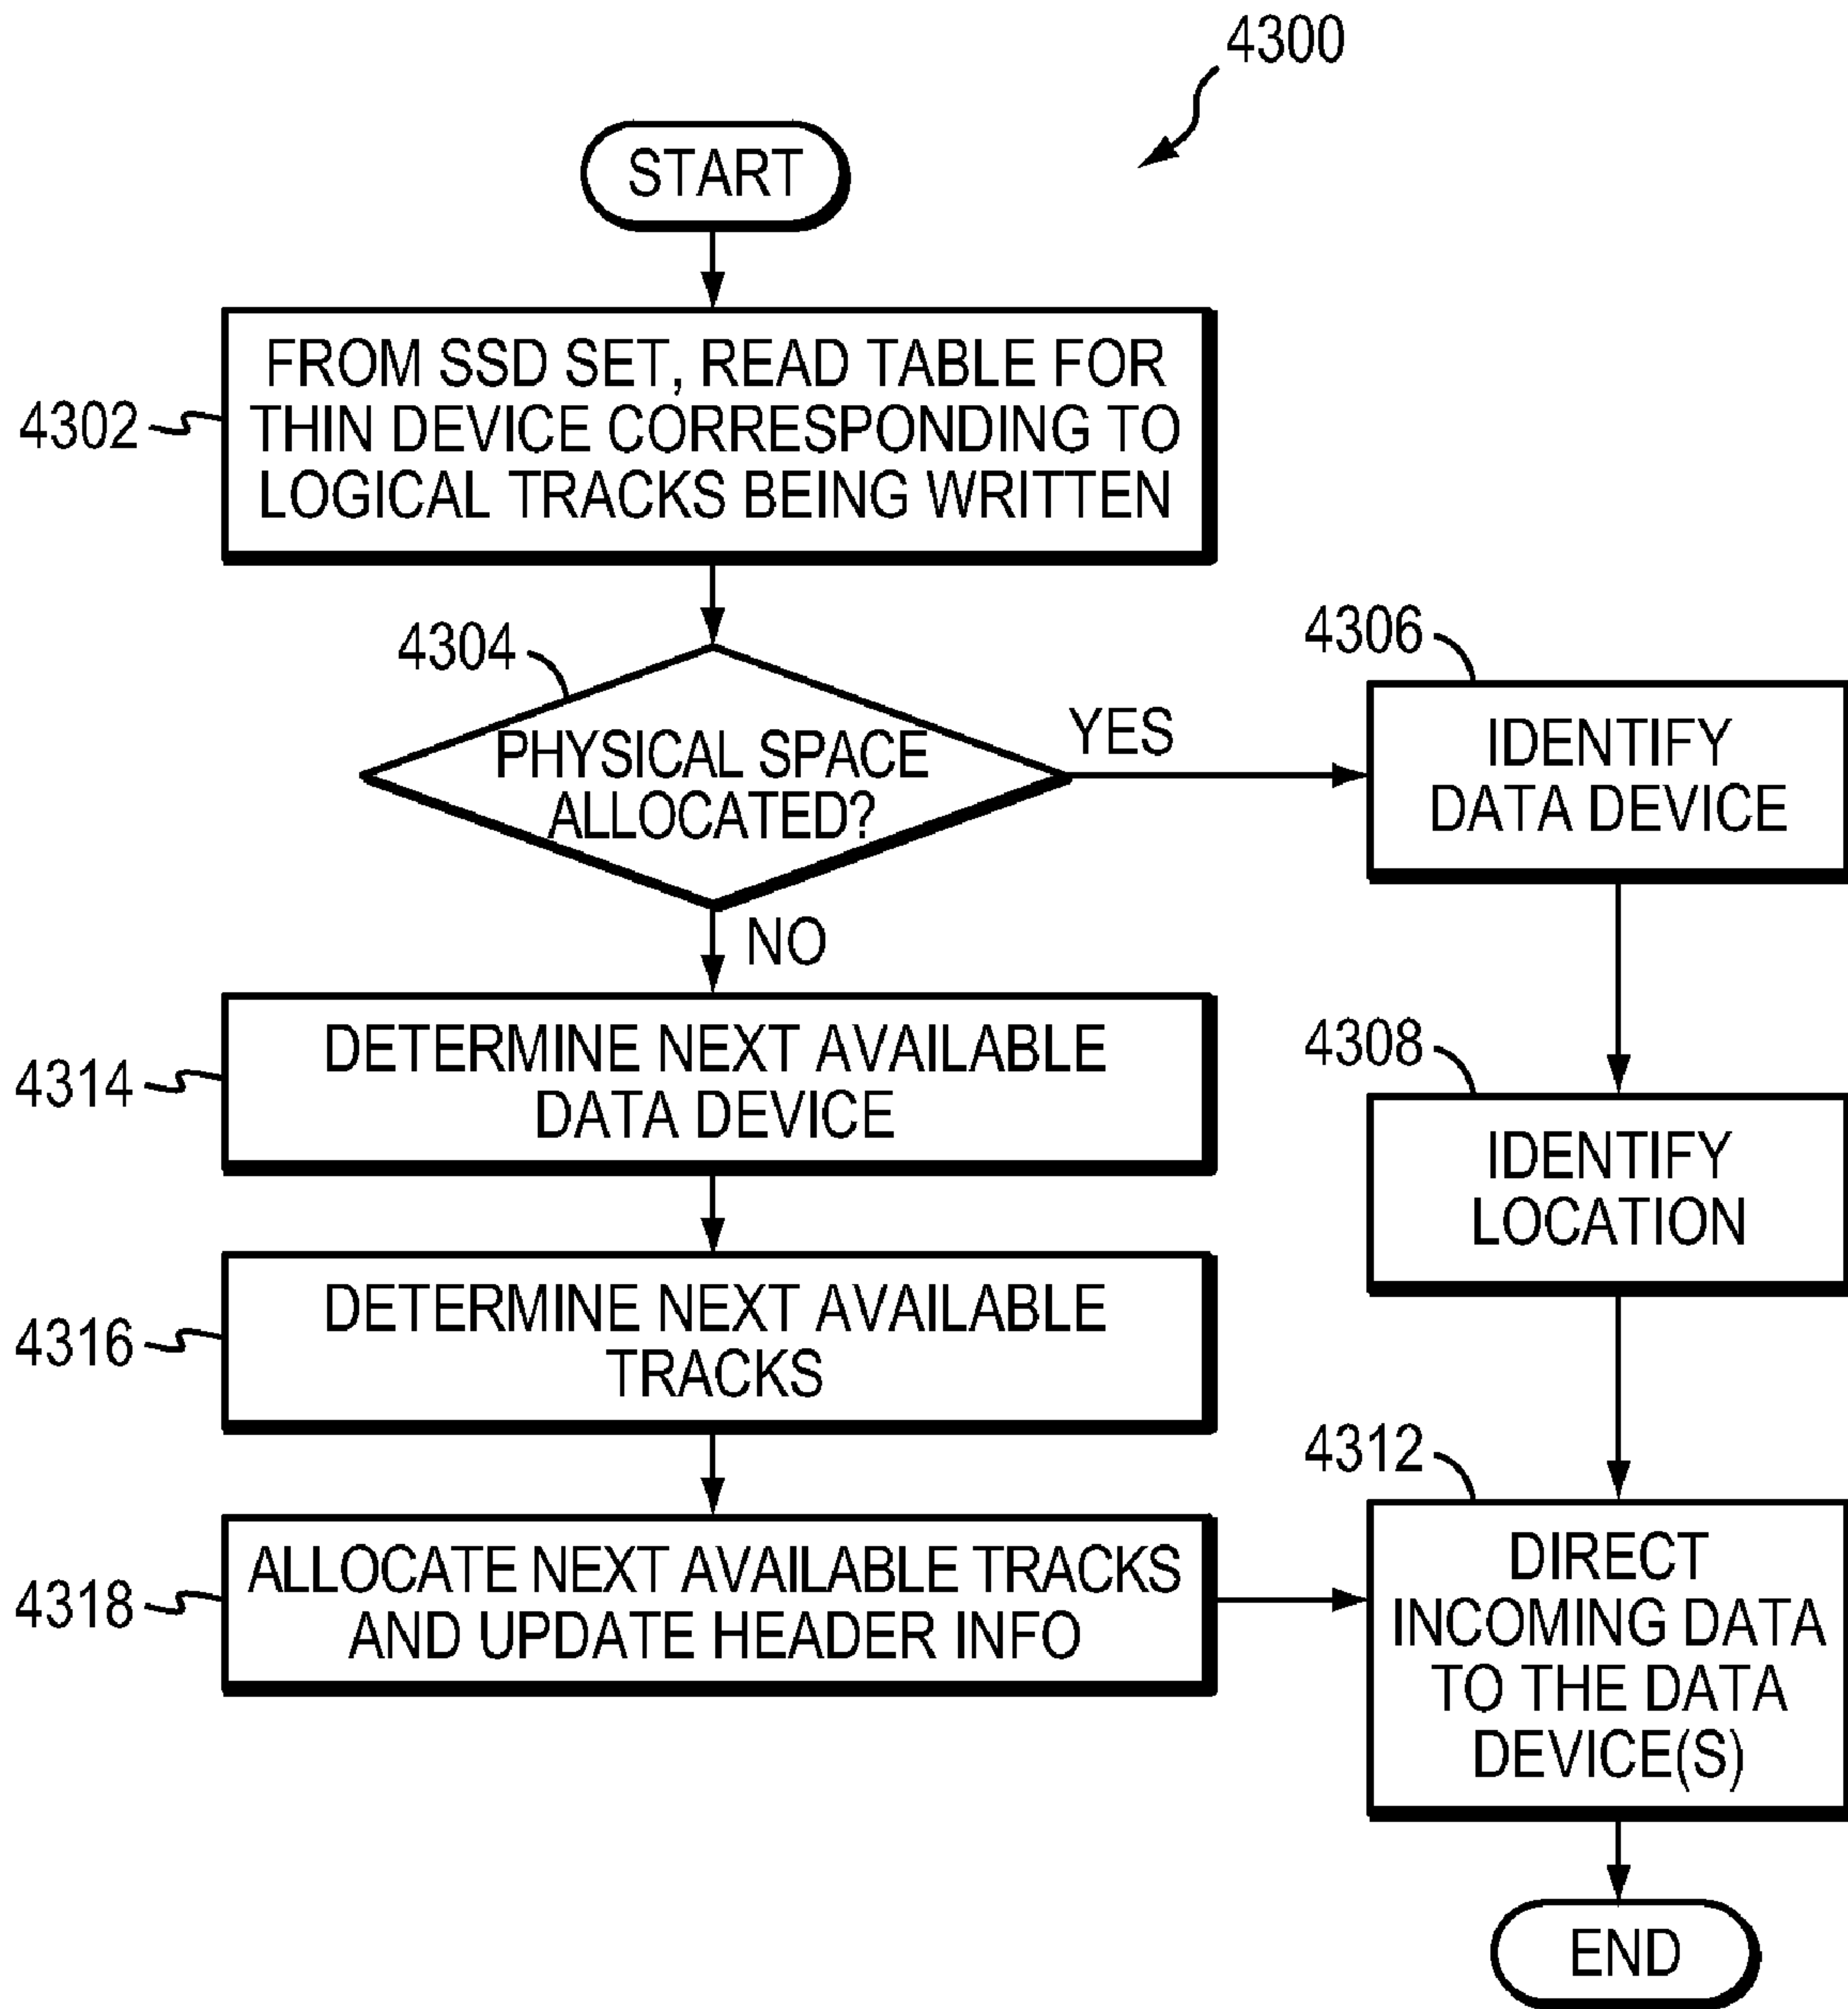 4300
START
4302
FROM SSD SET, READ TABLE FOR
THIN DEVICE CORRESPONDING TO
LOGICAL TRACKS BEING WRITTEN
4304
PHYSICAL SPACE
ALLOCATED?
YES
NO
4306
IDENTIFY
DATA DEVICE
4308
IDENTIFY
LOCATION
4314
DETERMINE NEXT AVAILABLE
DATA DEVICE
4316
DETERMINE NEXT AVAILABLE
TRACKS
4318
ALLOCATE NEXT AVAILABLE TRACKS
AND UPDATE HEADER INFO
4312
DIRECT
INCOMING DATA
TO THE DATA
DEVICE(S)
END